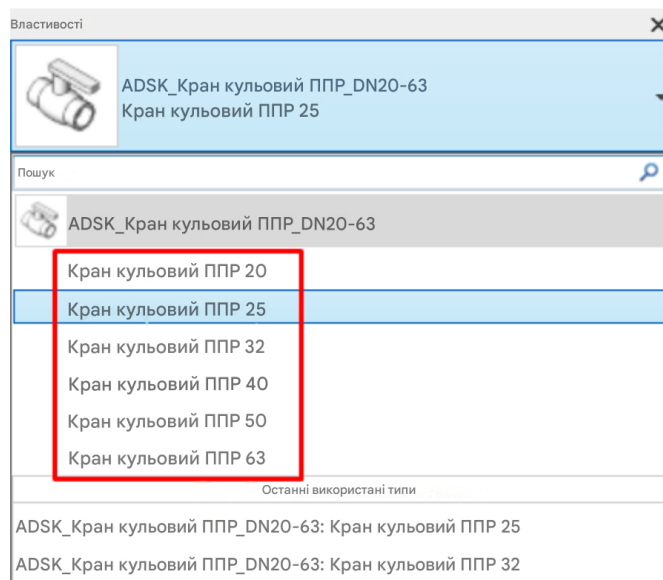 Властивості
ADSK_Кран кульовий ППР_DN20-63
Кран кульовий ППР 25
Пошук
ADSK_Кран кульовий ППР_DN20-63
Кран кульовий ППР 20
Кран кульовий ППР 25
Кран кульовий ППР 32
Кран кульовий ППР 40
Кран кульовий ППР 50
Кран кульовий ППР 63
Останні використані типи
ADSK_Кран кульовий ППР_DN20-63: Кран кульовий ППР 25
ADSK_Кран кульовий ППР_DN20-63: Кран кульовий ППР 32